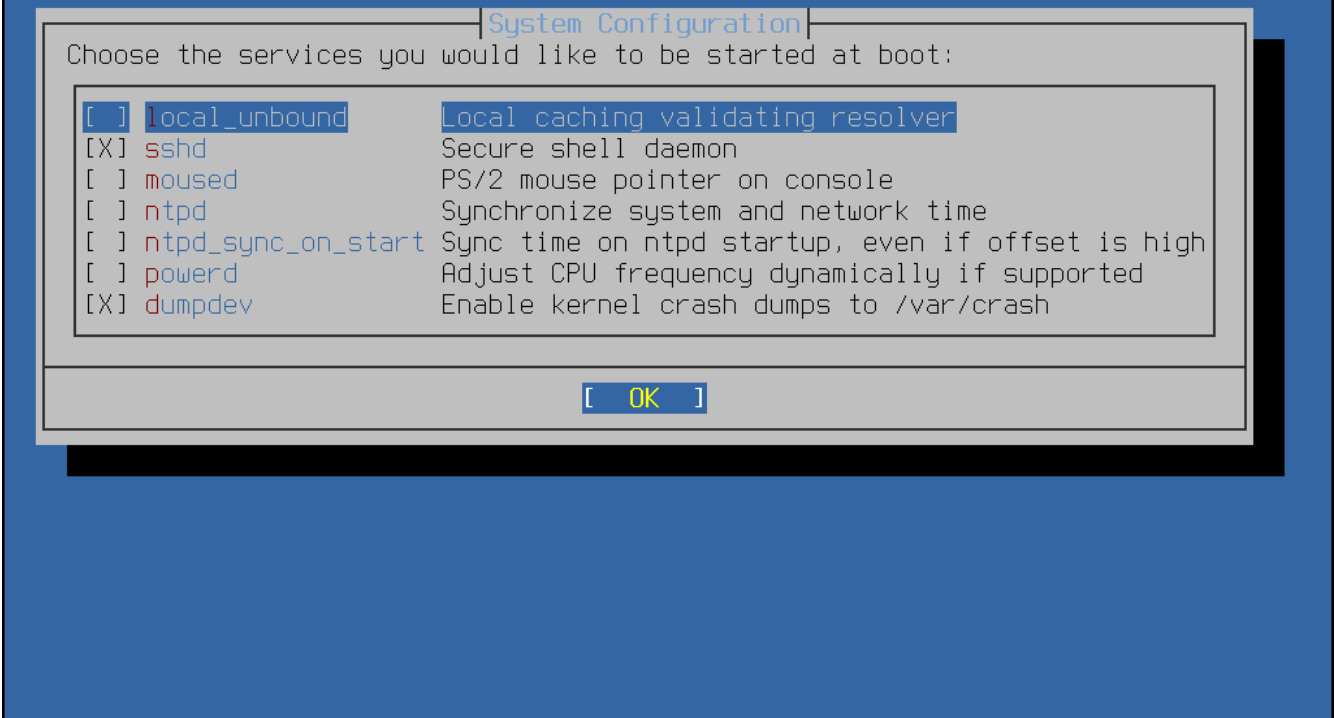 System Configuration
Choose the services you would like to be started at boot:
[ ] local_unbound Local caching validating resolver
[X] sshd Secure shell daemon
[ ] moused PS/2 mouse pointer on console
[ ] ntpd Synchronize system and network time
[ ] ntpd_sync_on_start Sync time on ntpd startup, even if offset is high
[ ] powerd Adjust CPU frequency dynamically if supported
[X] dumpdev Enable kernel crash dumps to /var/crash
[ OK ]